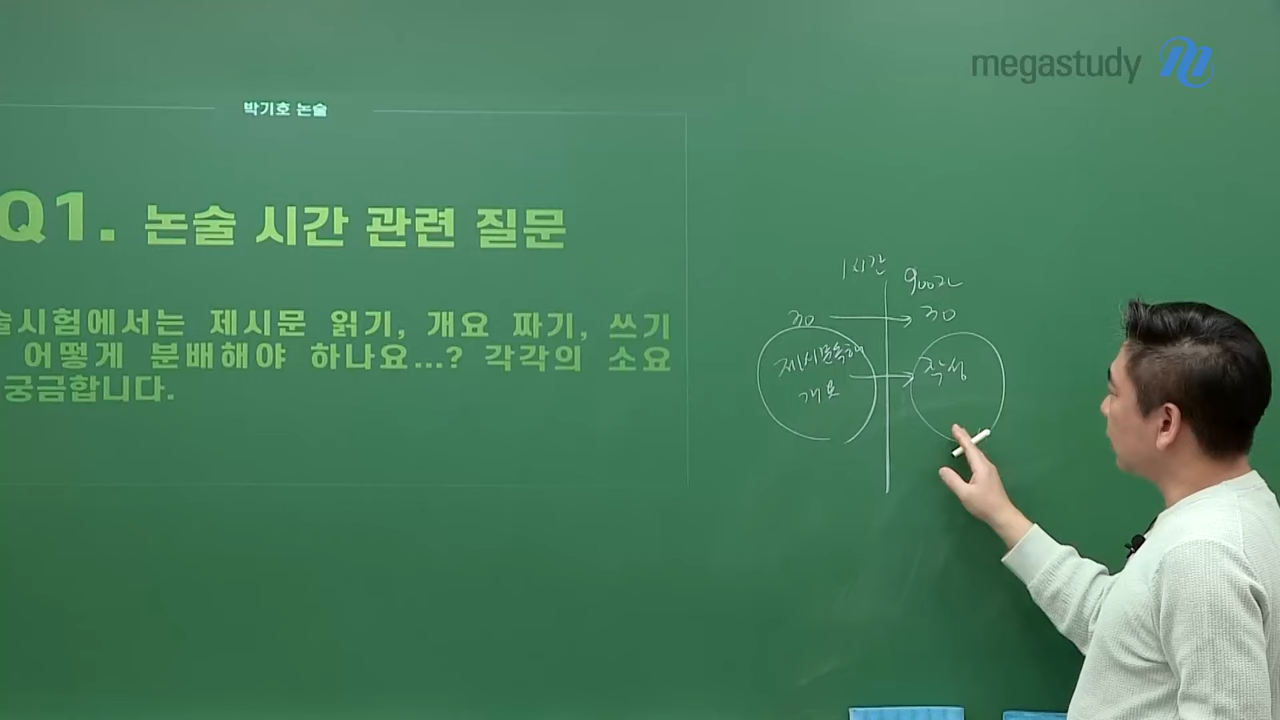 megastudy
박기호 논술
Q1. 논술 시간 관련 질문
술시험에서는 제시문 읽기, 개요 짜기, 쓰기
어떻게 분배해야 하나요...? 각각의 소요
궁금합니다.
1시간
900자
30 30
제시문독해 작성
개요